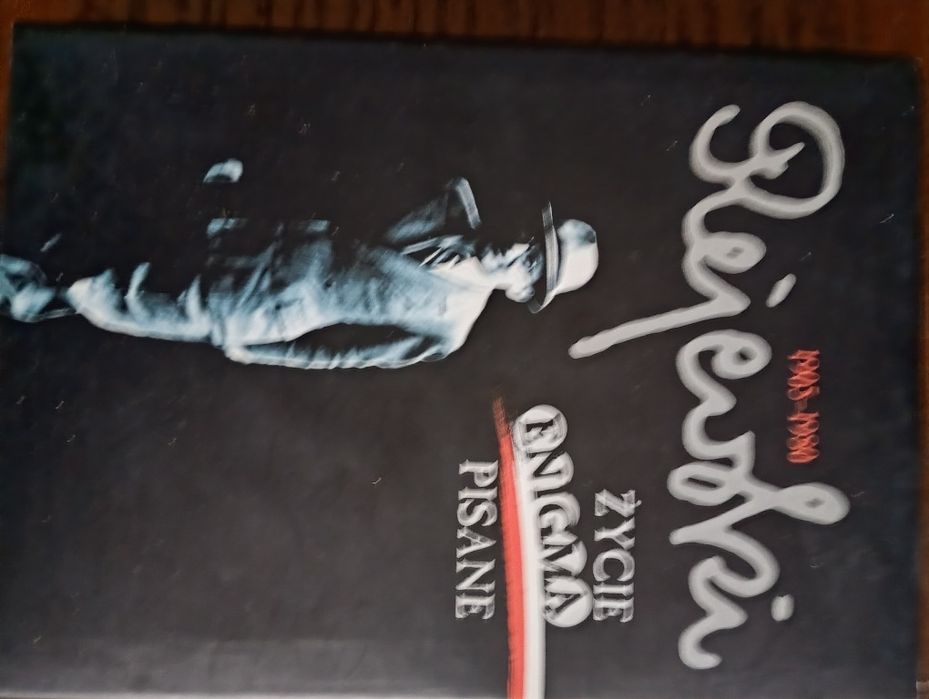 Rejewski
1905-1980
ŻYCIE
ENIGMĄ
PISANE